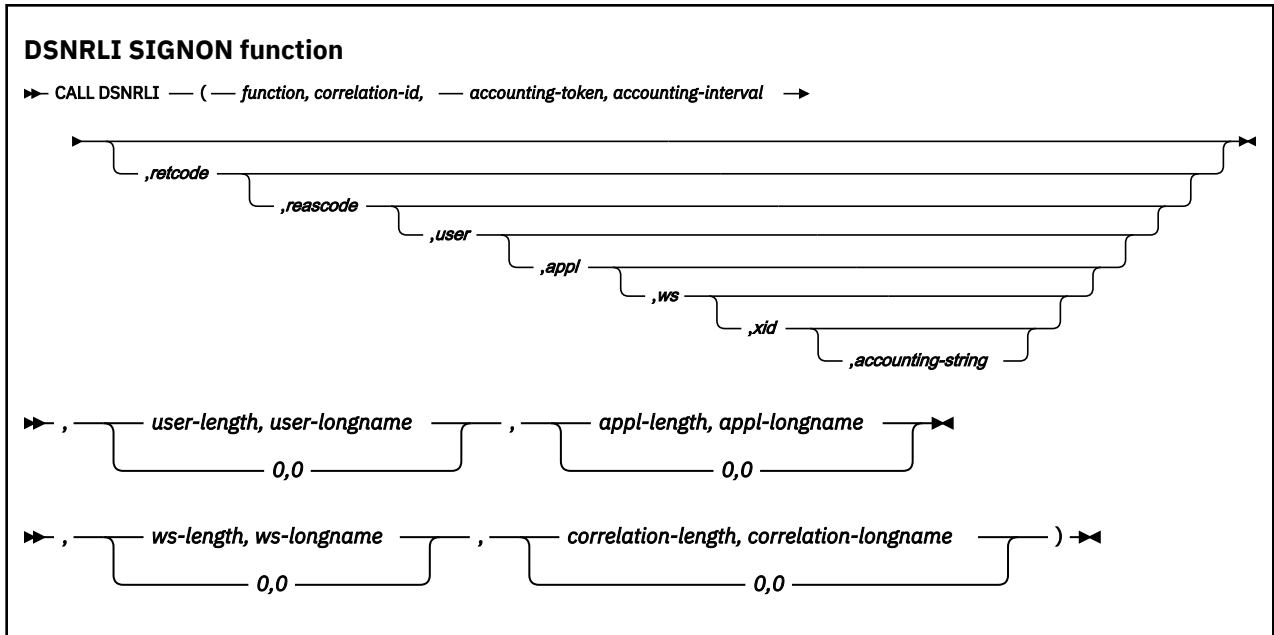 DSNRLI SIGNON function
CALL DSNRLI ( function, correlation-id, accounting-token, accounting-interval
,retcode
,reascode
,user
,appl
,ws
,xid
,accounting-string
, user-length, user-longname , appl-length, appl-longname
0,0 0,0
, ws-length, ws-longname , correlation-length, correlation-longname )
0,0 0,0